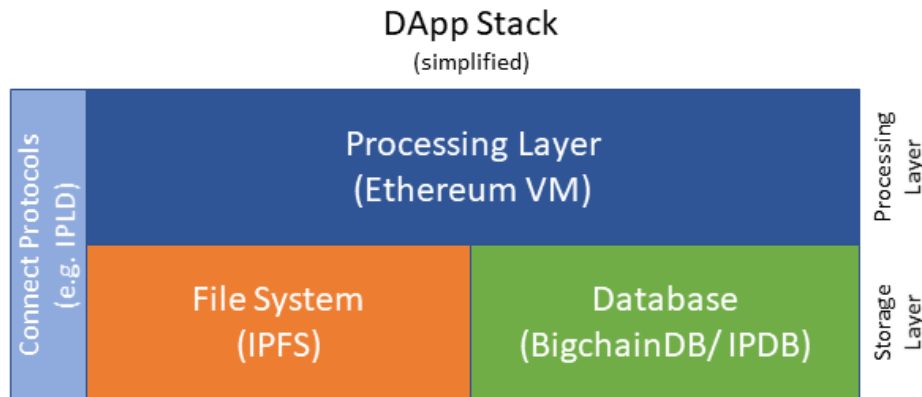 DApp Stack
(simplified)
Connect Protocols
(e.g. IPLD)
Processing Layer
(Ethereum VM)
Processing
Layer
File System
(IPFS)
Database
(BigchainDB/ IPDB)
Storage
Layer